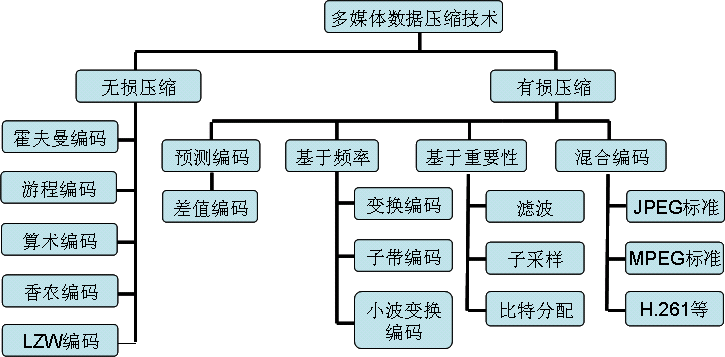 多媒体数据压缩技术
无损压缩
有损压缩
霍夫曼编码
游程编码
算术编码
香农编码
LZW编码
预测编码
基于频率
基于重要性
混合编码
差值编码
变换编码
子带编码
小波变换
编码
滤波
子采样
比特分配
JPEG标准
MPEG标准
H.261等